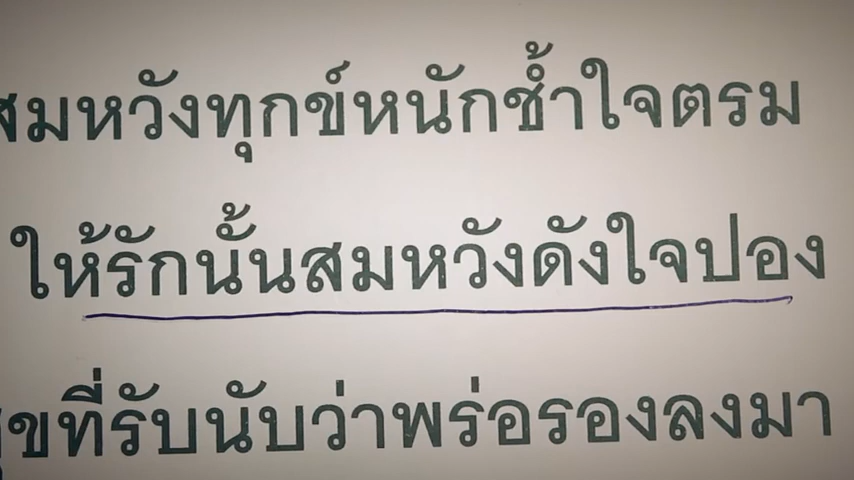 สมหวังทุกข์หนักช้ำใจตรม
ให้รักนั้นสมหวังดังใจปอง
ขที่รับนับว่าพร่อรองลงมา